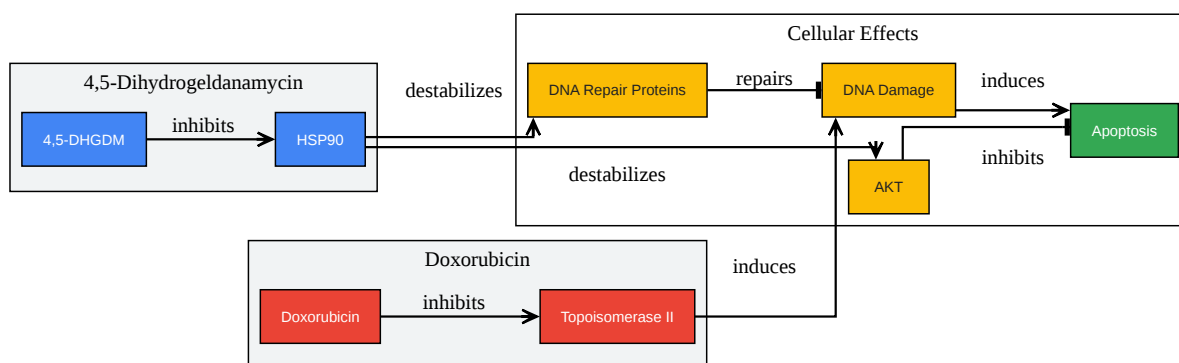 Cellular Effects
4,5-Dihydrogeldanamycin
destabilizes
DNA Repair Proteins
repairs
DNA Damage
induces
4,5-DHGDM
inhibits
HSP90
Apoptosis
destabilizes
AKT
inhibits
Doxorubicin
induces
Doxorubicin
inhibits
Topoisomerase II